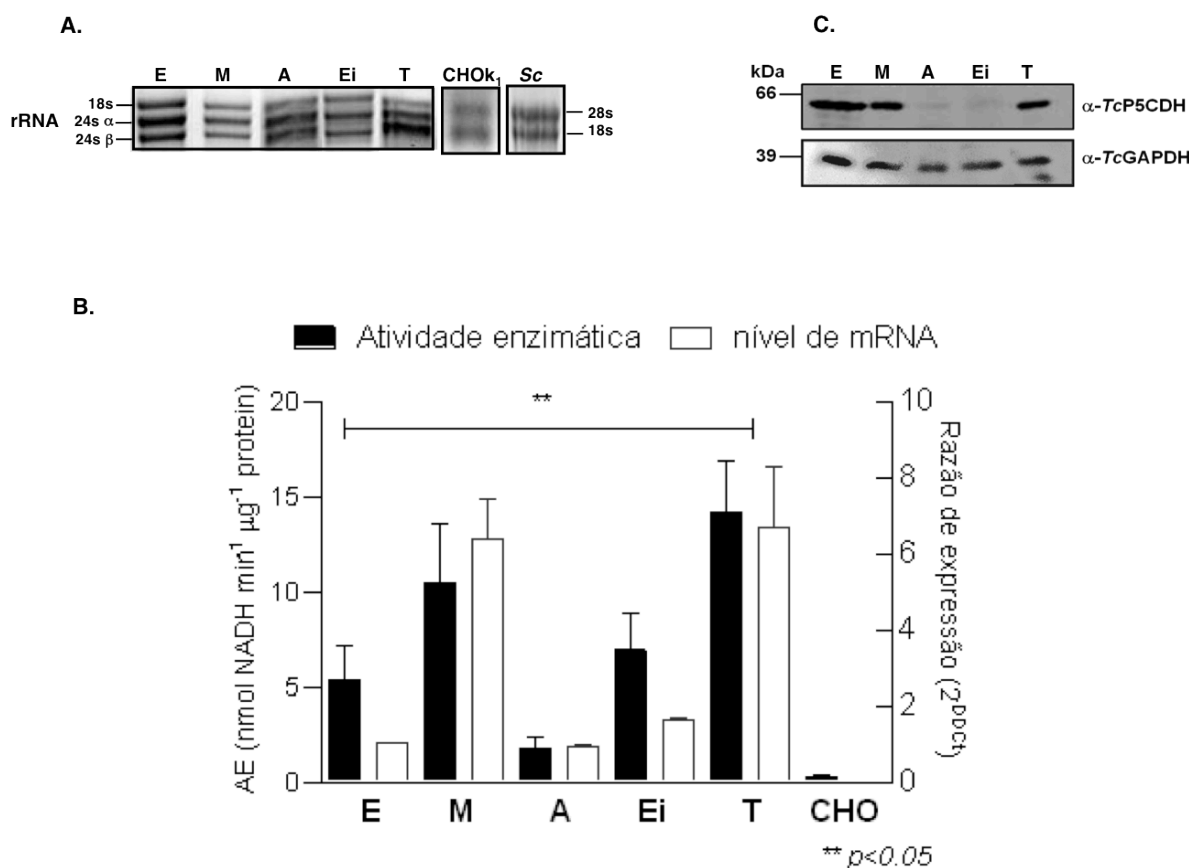 A.
E M A Ei T CHOk1 Sc
rRNA
18s
24s α
24s β
28s
18s
C.
kDa E M A Ei T
66
α-TcP5CDH
39
α-TcGAPDH
B.
Atividade enzimática nível de mRNA
AE (nmol NADH min¹ µg⁻¹ protein)
20
15
10
5
0
**
10
8
6
4
2
0
Razão de expressão (2^DDCt)
E M A Ei T CHO
** p<0.05